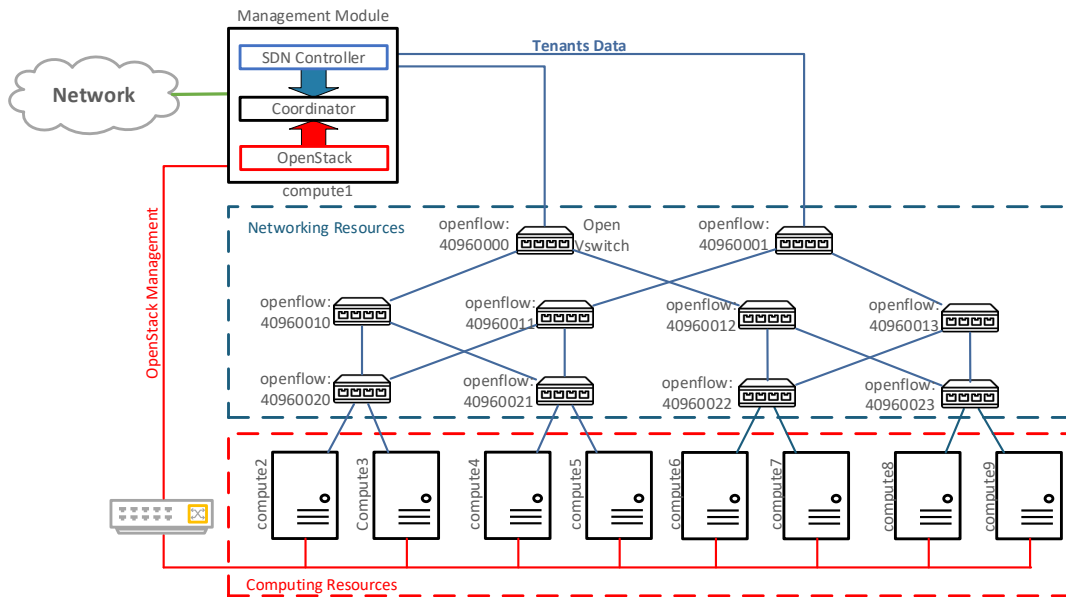 Management Module
SDN Controller
Coordinator
OpenStack
compute1
Network
Tenants Data
OpenStack Management
Networking Resources
openflow:
40960000
Open
Vswitch
openflow:
40960001
openflow:
40960010
openflow:
40960011
openflow:
40960012
openflow:
40960013
openflow:
40960020
openflow:
40960021
openflow:
40960022
openflow:
40960023
compute2
Compute3
compute4
compute5
compute6
compute7
compute8
compute9
Computing Resources